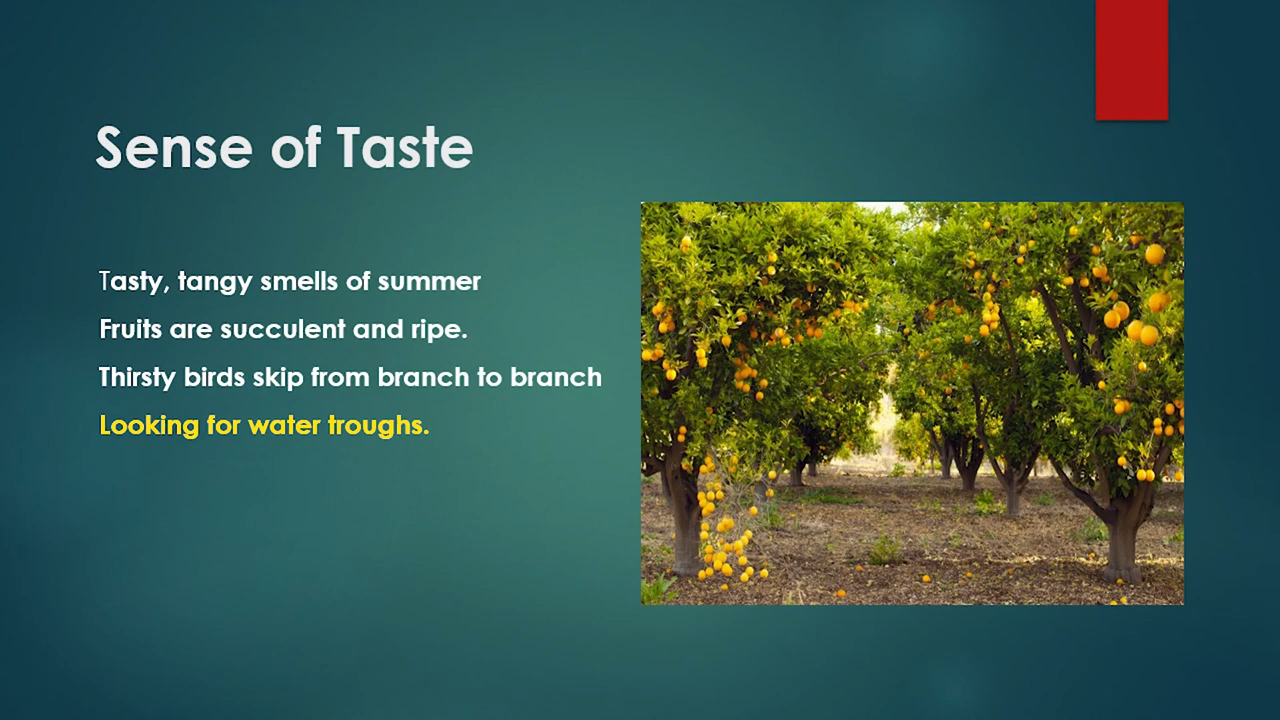 Sense of Taste
Tasty, tangy smells of summer
Fruits are succulent and ripe.
Thirsty birds skip from branch to branch
Looking for water troughs.